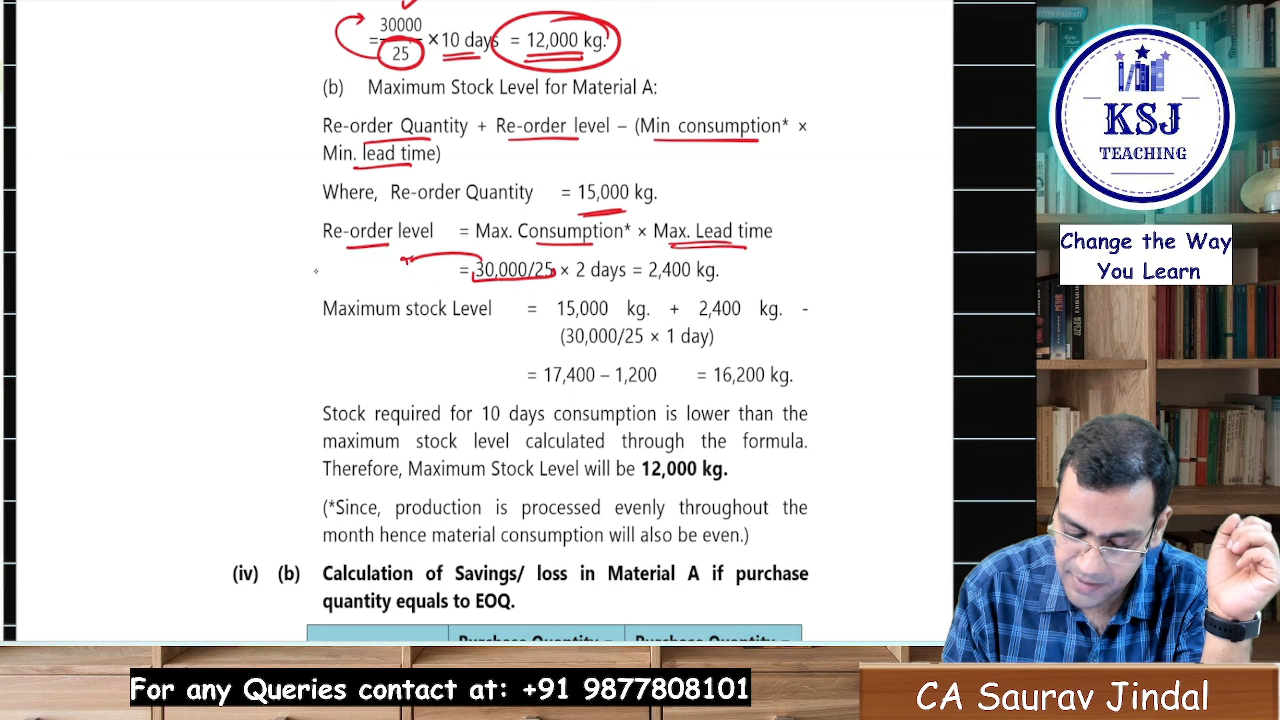 30000
= 25 × 10 days = 12,000 kg.
(b) Maximum Stock Level for Material A:
Re-order Quantity + Re-order level – (Min consumption* ×
Min. lead time)
Where, Re-order Quantity = 15,000 kg.
Re-order level = Max. Consumption* × Max. Lead time
= 30,000/25 × 2 days = 2,400 kg.
Maximum stock Level = 15,000 kg. + 2,400 kg. -
(30,000/25 × 1 day)
= 17,400 – 1,200 = 16,200 kg.
Stock required for 10 days consumption is lower than the
maximum stock level calculated through the formula.
Therefore, Maximum Stock Level will be 12,000 kg.
(*Since, production is processed evenly throughout the
month hence material consumption will also be even.)
(iv) (b) Calculation of Savings/ loss in Material A if purchase
quantity equals to EOQ.
KSJ
TEACHING
Change the Way
You Learn
For any Queries contact at: +91 9877808101
CA Saurav Jindal